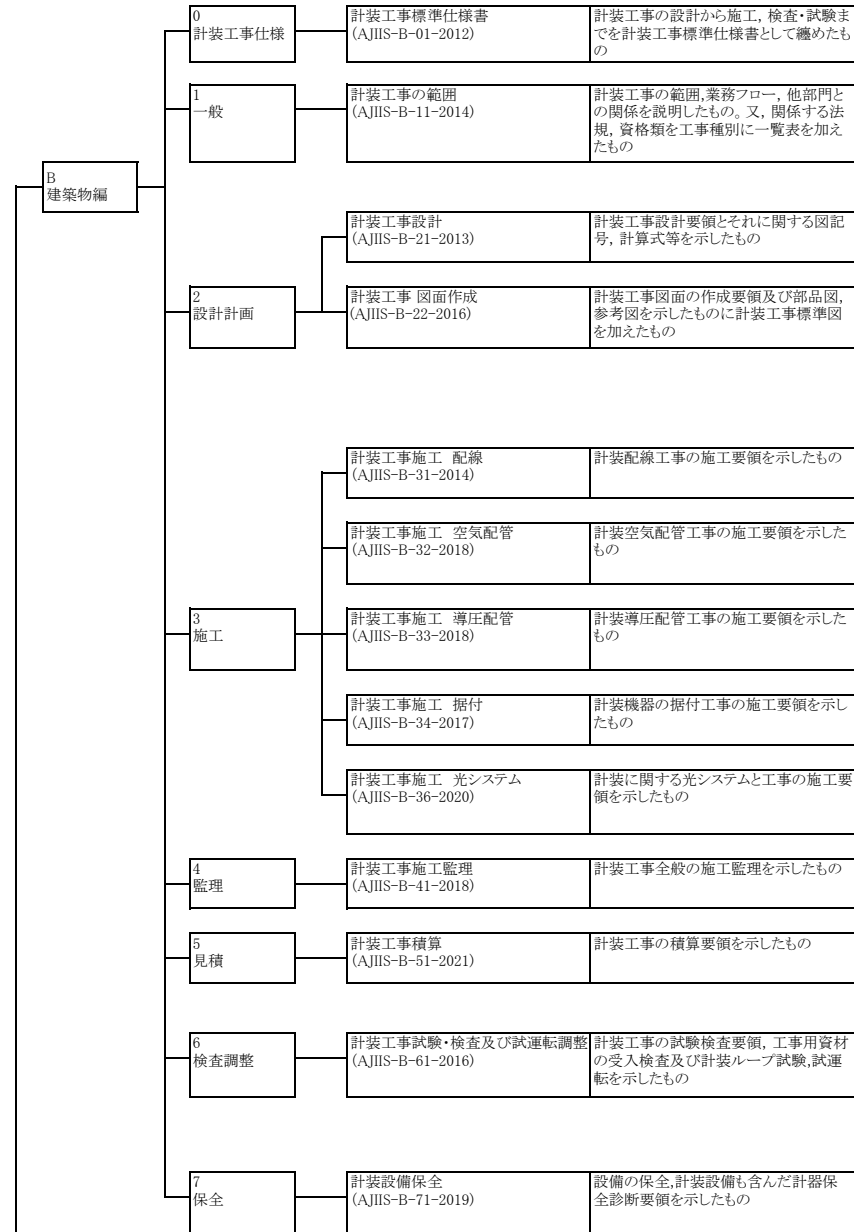 B
建築物編
0
計装工事仕様
計装工事標準仕様書
(AJIIS-B-01-2012)
計装工事の設計から施工, 検査・試験ま
でを計装工事標準仕様書として纏めたも
の
1
一般
計装工事の範囲
(AJIIS-B-11-2014)
計装工事の範囲,業務フロー, 他部門と
の関係を説明したもの。又, 関係する法
規, 資格類を工事種別に一覧表を加え
たもの
2
設計計画
計装工事設計
(AJIIS-B-21-2013)
計装工事設計要領とそれに関する図記
号, 計算式等を示したもの
計装工事 図面作成
(AJIIS-B-22-2016)
計装工事図面の作成要領及び部品図,
参考図を示したものに計装工事標準図
を加えたもの
3
施工
計装工事施工 配線
(AJIIS-B-31-2014)
計装配線工事の施工要領を示したもの
計装工事施工 空気配管
(AJIIS-B-32-2018)
計装空気配管工事の施工要領を示した
もの
計装工事施工 導圧配管
(AJIIS-B-33-2018)
計装導圧配管工事の施工要領を示した
もの
計装工事施工 据付
(AJIIS-B-34-2017)
計装機器の据付工事の施工要領を示し
たもの
計装工事施工 光システム
(AJIIS-B-36-2020)
計装に関する光システムと工事の施工要
領を示したもの
4
監理
計装工事施工監理
(AJIIS-B-41-2018)
計装工事全般の施工監理を示したもの
5
見積
計装工事積算
(AJIIS-B-51-2021)
計装工事の積算要領を示したもの
6
検査調整
計装工事試験・検査及び試運転調整
(AJIIS-B-61-2016)
計装工事の試験検査要領, 工事用資材
の受入検査及び計装ループ試験,試運
転を示したもの
7
保全
計装設備保全
(AJIIS-B-71-2019)
設備の保全,計装設備も含んだ計器保
全診断要領を示したもの